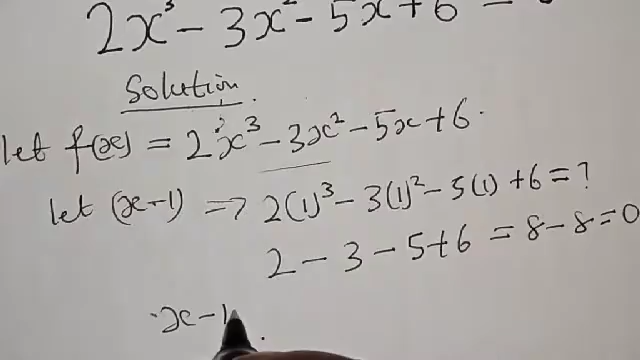 2x³ - 3x² - 5x + 6 =
Solution.
let f(x) = 2x³ - 3x² - 5x + 6.
let (x-1) => 2(1)³ - 3(1)² - 5(1) + 6 = ?
2 - 3 - 5 + 6 = 8 - 8 = 0
x - 1